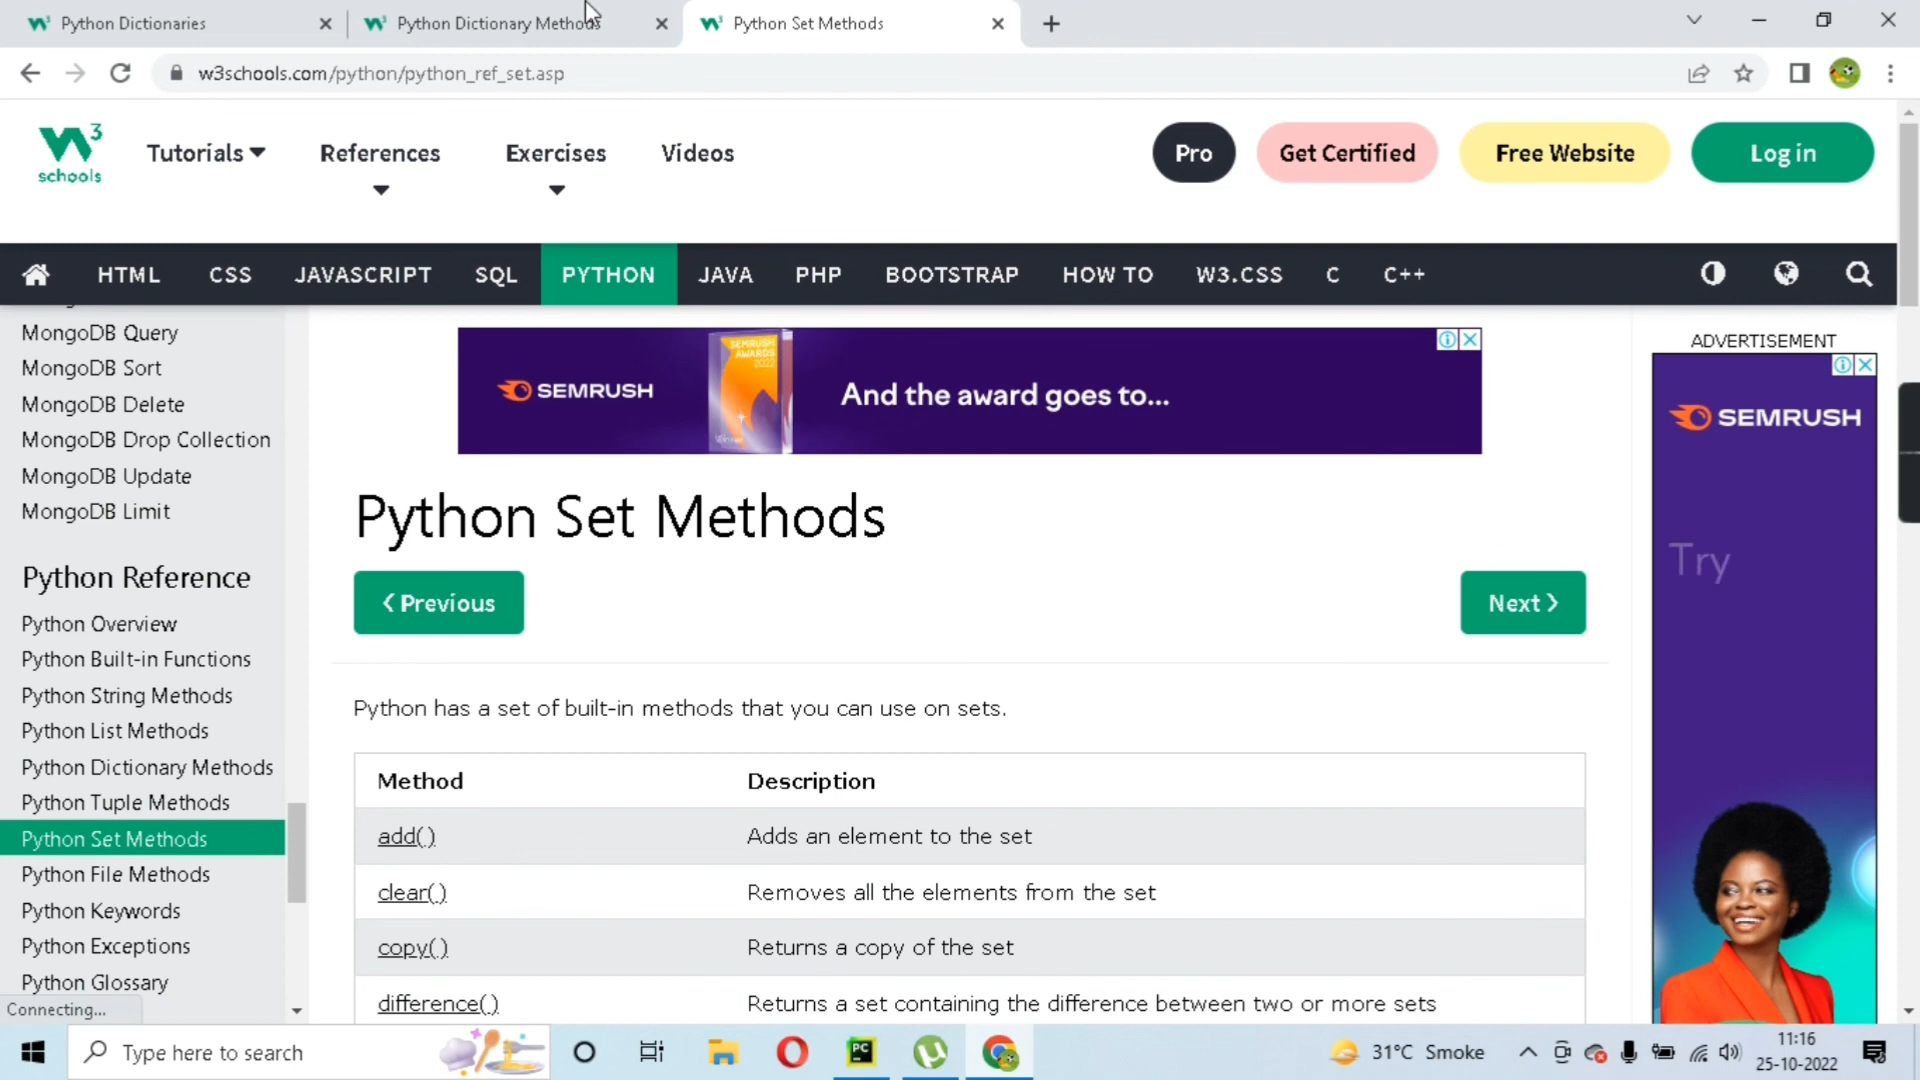 Python Dictionaries
Python Dictionary Methods
Python Set Methods
w3schools.com/python/python_ref_set.asp
3
schools
Tutorials
References
Exercises
Videos
Pro
Get Certified
Free Website
Log in
HTML
CSS
JAVASCRIPT
SQL
PYTHON
JAVA
PHP
BOOTSTRAP
HOW TO
W3.CSS
C
C++
MongoDB Query
MongoDB Sort
MongoDB Delete
MongoDB Drop Collection
MongoDB Update
MongoDB Limit
Python Reference
Python Overview
Python Built-in Functions
Python String Methods
Python List Methods
Python Dictionary Methods
Python Tuple Methods
Python Set Methods
Python File Methods
Python Keywords
Python Exceptions
Python Glossary
Connecting...
SEMRUSH
SEMRUSH
AWARDS
2022
Winner
And the award goes to...
Python Set Methods
❮ Previous
Next ❯
Python has a set of built-in methods that you can use on sets.
Method Description
add() Adds an element to the set
clear() Removes all the elements from the set
copy() Returns a copy of the set
difference() Returns a set containing the difference between two or more sets
ADVERTISEMENT
SEMRUSH
Try
Type here to search
PC
31°C Smoke
11:16
25-10-2022